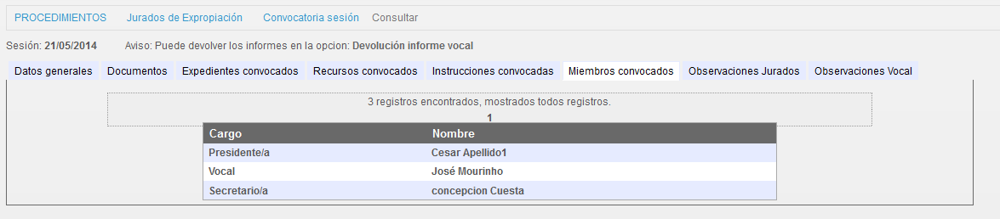 PROCEDIMIENTOS Jurados de Expropiación Convocatoria sesión Consultar
Sesión: 21/05/2014 Aviso: Puede devolver los informes en la opcion: Devolución informe vocal
Datos generales Documentos Expedientes convocados Recursos convocados Instrucciones convocadas Miembros convocados Observaciones Jurados Observaciones Vocal
3 registros encontrados, mostrados todos registros.
1
Cargo Nombre
Presidente/a Cesar Apellido1
Vocal José Mourinho
Secretario/a concepcion Cuesta